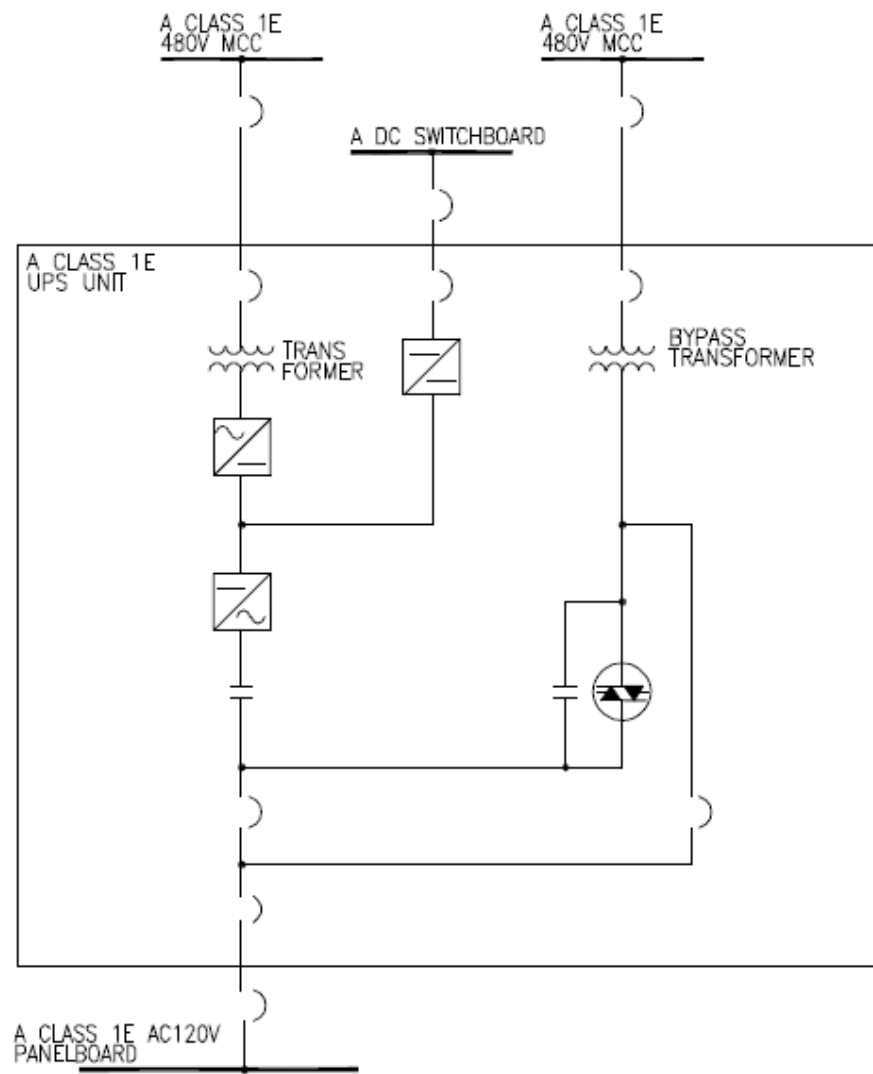 A CLASS 1E
480V MCC
A CLASS 1E
480V MCC
A DC SWITCHBOARD
A CLASS 1E
UPS UNIT
TRANS
FORMER
BYPASS
TRANSFORMER
A CLASS 1E AC120V
PANELBOARD